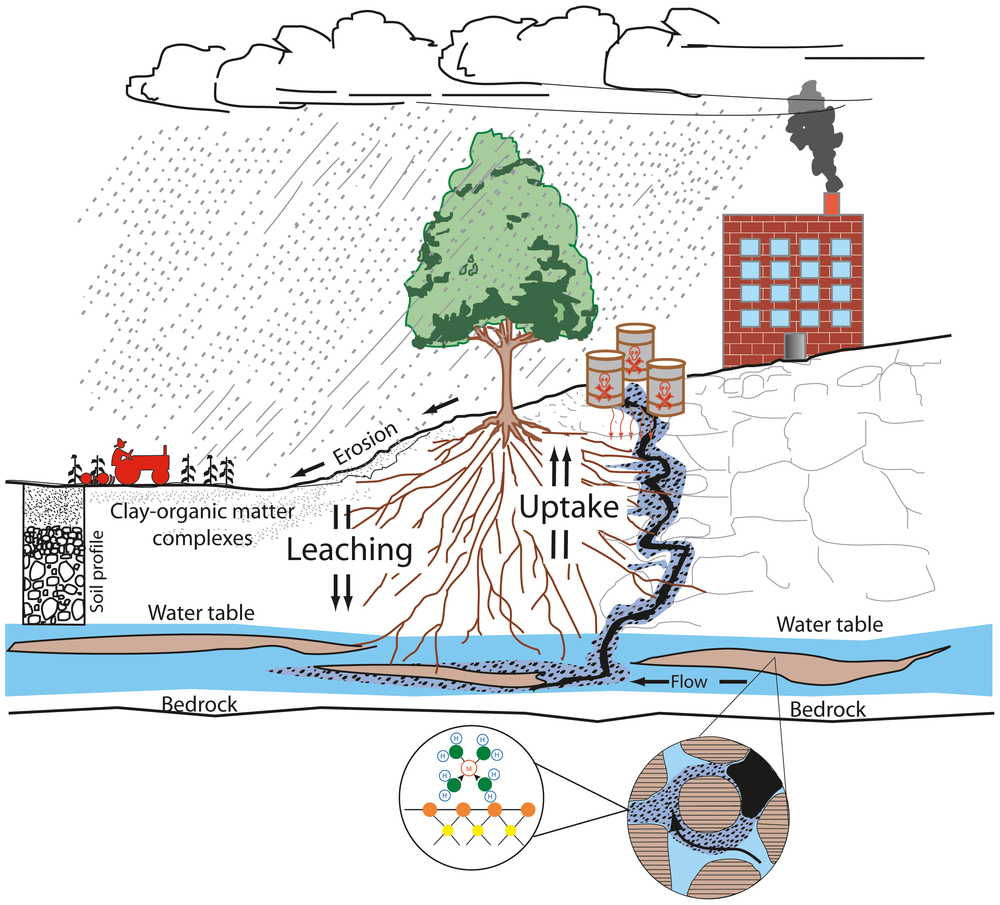 Erosion
Uptake
Clay-organic matter
complexes
Leaching
Soil profile
Water table
Water table
Flow
Bedrock
Bedrock
H
H
H
H
M
H
H
H
H